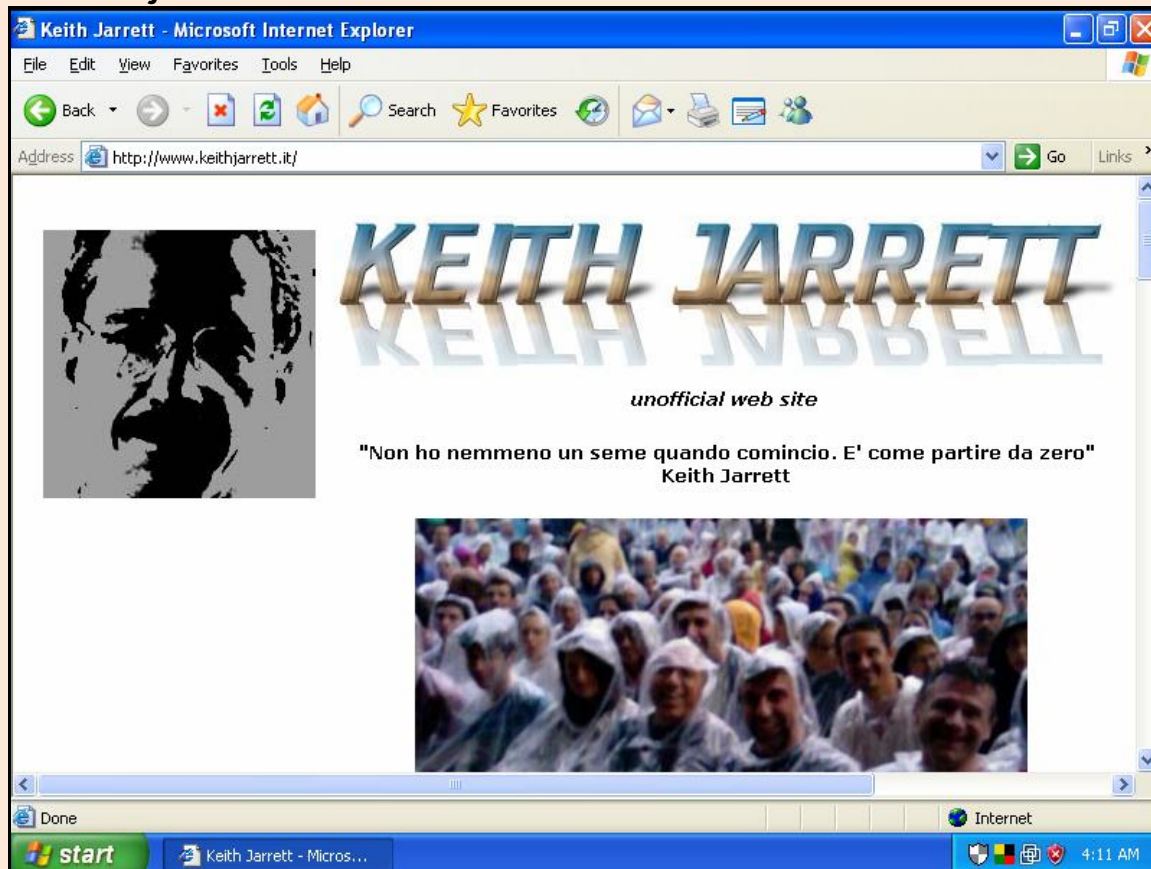 Keith Jarrett - Microsoft Internet Explorer
File Edit View Favorites Tools Help
Back Search Favorites
Address http://www.keithjarrett.it/ Go Links »
KEITH JARRETT
unofficial web site
"Non ho nemmeno un seme quando comincio. E' come partire da zero"
Keith Jarrett
Done Internet
start Keith Jarrett - Micros... 4:11 AM